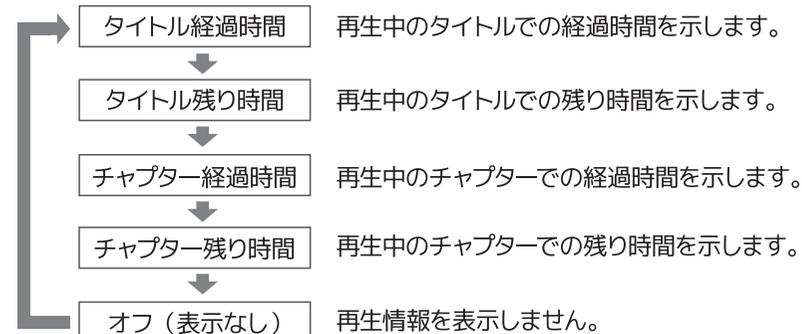 タイトル経過時間 再生中のタイトルでの経過時間を示します。
タイトル残り時間 再生中のタイトルでの残り時間を示します。
チャプター経過時間 再生中のチャプターでの経過時間を示します。
チャプター残り時間 再生中のチャプターでの残り時間を示します。
オフ（表示なし） 再生情報を表示しません。